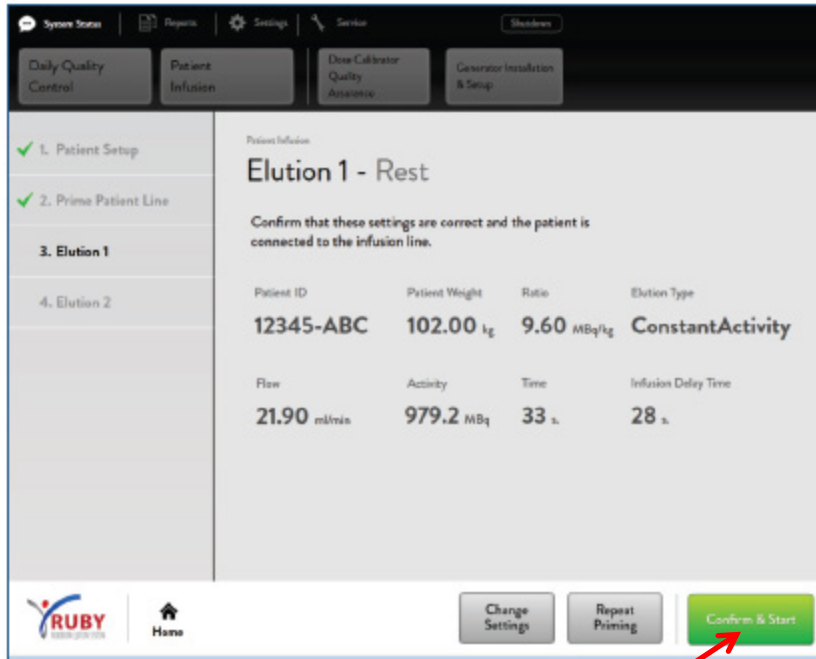 System Status Reports Settings Service Shutdown
Daily Quality
Control
Patient
Infusion
Dose Calibrator
Quality
Assurance
Generator Installation
& Setup
1. Patient Setup
2. Prime Patient Line
3. Elution 1
4. Elution 2
Patient Infusion
Elution 1 - Rest
Confirm that these settings are correct and the patient is
connected to the infusion line.
Patient ID Patient Weight Ratio Elution Type
12345-ABC 102.00 kg 9.60 MBq/kg ConstantActivity
Flow Activity Time Infusion Delay Time
21.90 ml/min 979.2 MBq 33 s. 28 s.
RUBY
Home
Change
Settings
Repeat
Priming
Confirm & Start